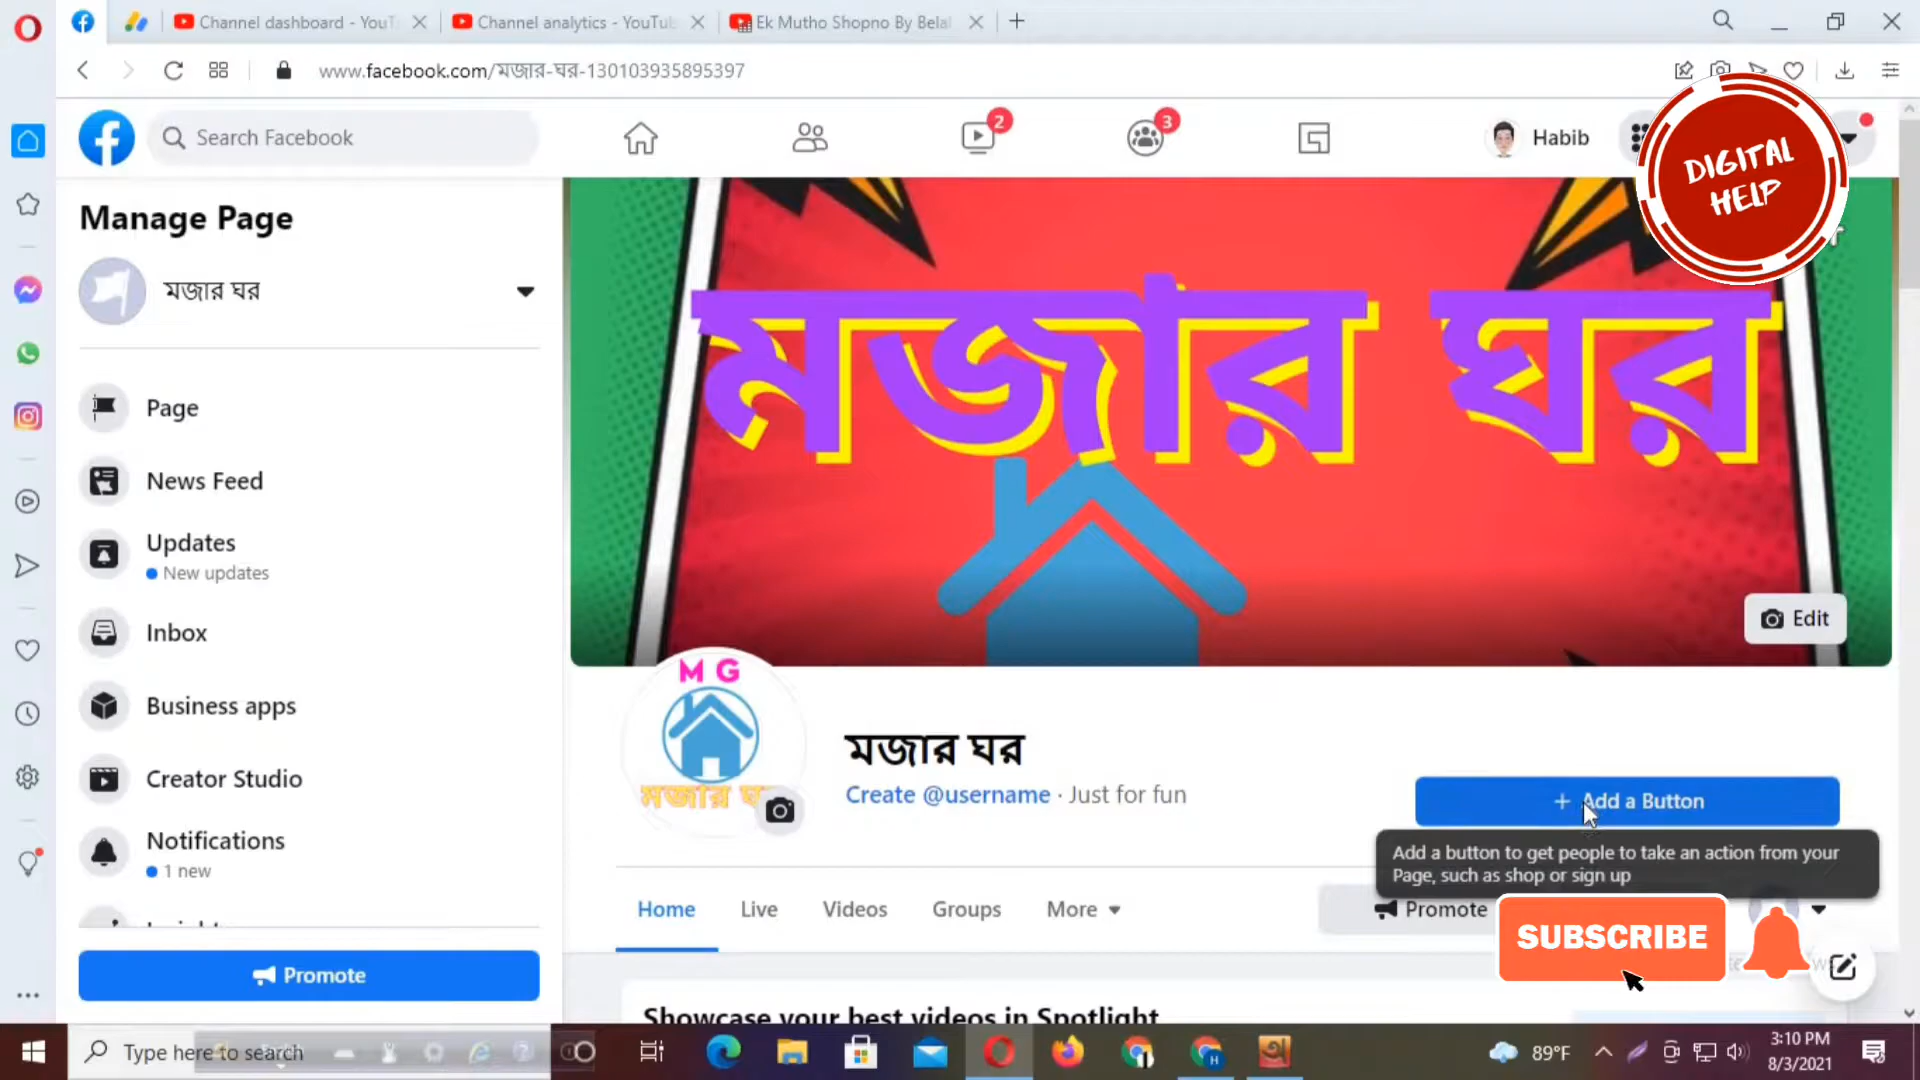 Channel dashboard - YouT
Channel analytics - YouTu
Ek Mutho Shopno By Bela
www.facebook.com/মজার-ঘর-130103935895397
Search Facebook
2
3
Habib
DIGITAL
HELP
Manage Page
মজার ঘর
Page
News Feed
Updates
New updates
Inbox
Business apps
Creator Studio
Notifications
1 new
Promote
মজার ঘর
Edit
M G
মজার ঘ
মজার ঘর
Create @username · Just for fun
+ Add a Button
Add a button to get people to take an action from your
Page, such as shop or sign up
Home
Live
Videos
Groups
More
Promote
SUBSCRIBE
Showcase your best videos in Spotlight
Type here to search
89°F
3:10 PM
8/3/2021